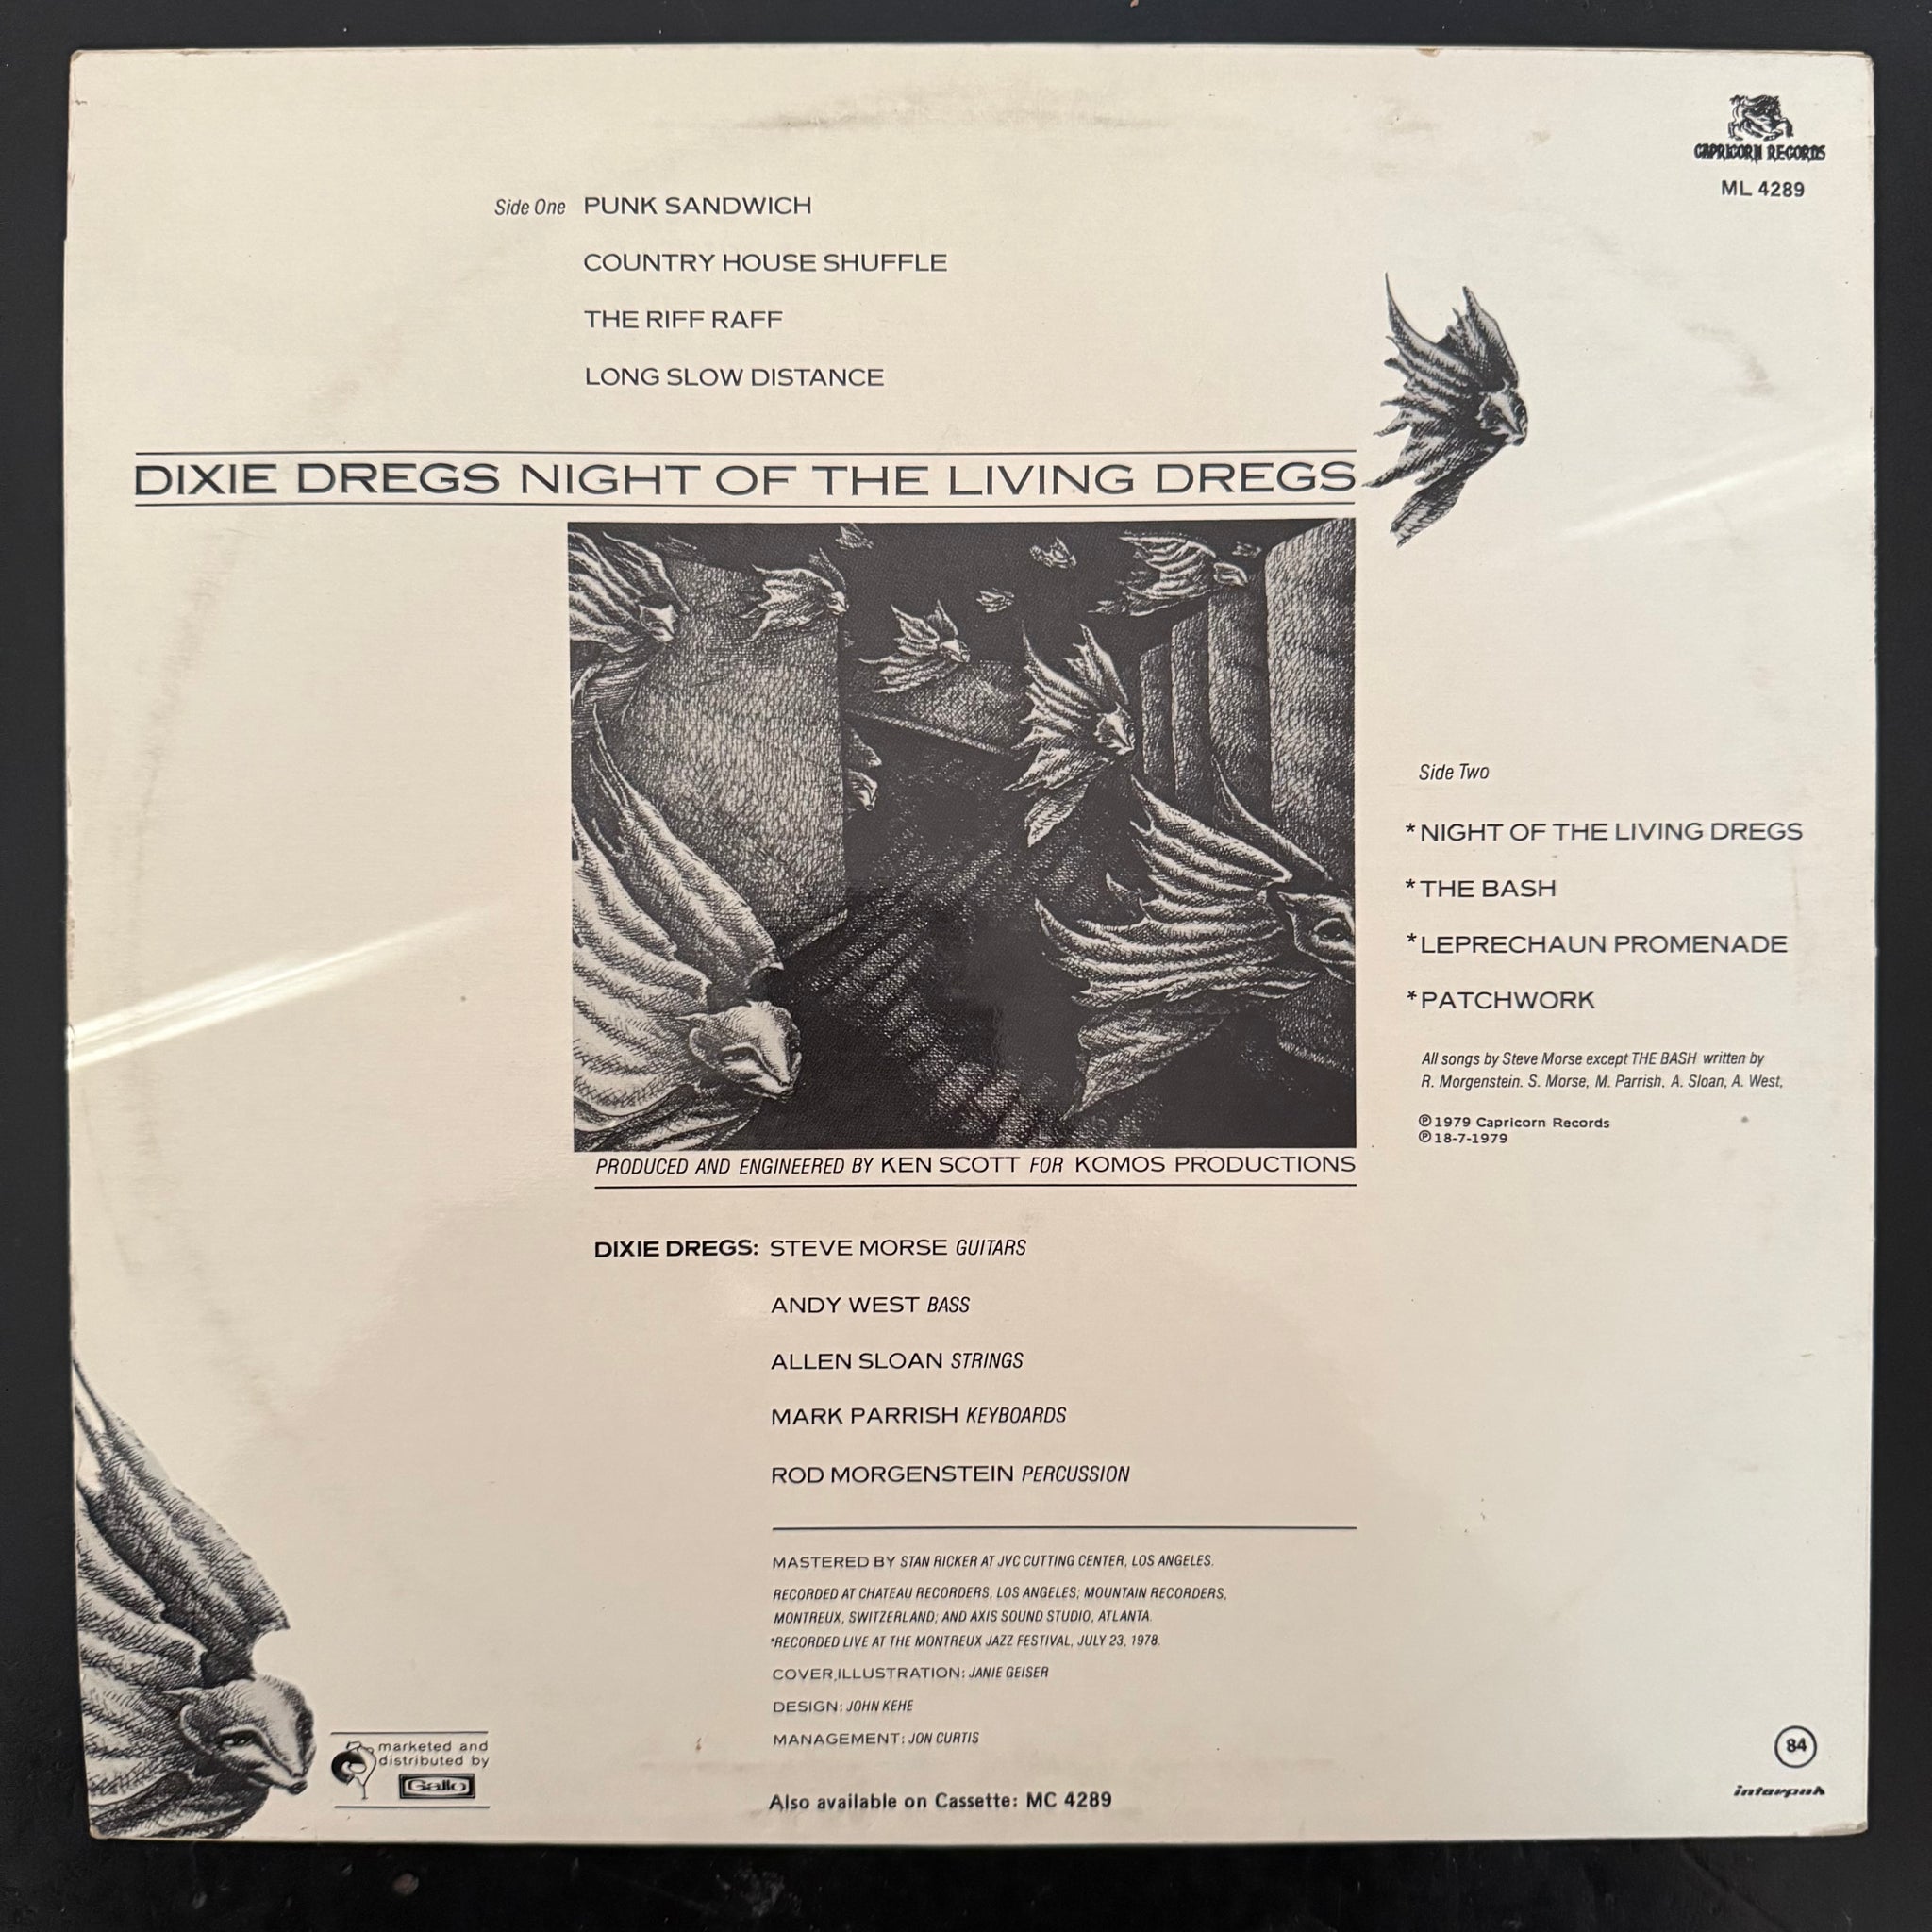 CAPRICORN RECORDS
ML 4289
Side One PUNK SANDWICH
COUNTRY HOUSE SHUFFLE
THE RIFF RAFF
LONG SLOW DISTANCE
DIXIE DREGS NIGHT OF THE LIVING DREGS
Side Two
*NIGHT OF THE LIVING DREGS
*THE BASH
*LEPRECHAUN PROMENADE
*PATCHWORK
All songs by Steve Morse except THE BASH written by
R. Morgenstein. S. Morse, M. Parrish. A. Sloan, A. West,
℗1979 Capricorn Records
℗18-7-1979
PRODUCED AND ENGINEERED BY KEN SCOTT FOR KOMOS PRODUCTIONS
DIXIE DREGS: STEVE MORSE GUITARS
ANDY WEST BASS
ALLEN SLOAN STRINGS
MARK PARRISH KEYBOARDS
ROD MORGENSTEIN PERCUSSION
MASTERED BY STAN RICKER AT JVC CUTTING CENTER, LOS ANGELES.
RECORDED AT CHATEAU RECORDERS, LOS ANGELES; MOUNTAIN RECORDERS,
MONTREUX, SWITZERLAND; AND AXIS SOUND STUDIO, ATLANTA.
*RECORDED LIVE AT THE MONTREUX JAZZ FESTIVAL, JULY 23, 1978.
COVER ILLUSTRATION: JANIE GEISER
DESIGN: JOHN KEHE
MANAGEMENT: JON CURTIS
marketed and
distributed by
Gallo
Also available on Cassette: MC 4289
84
interpak